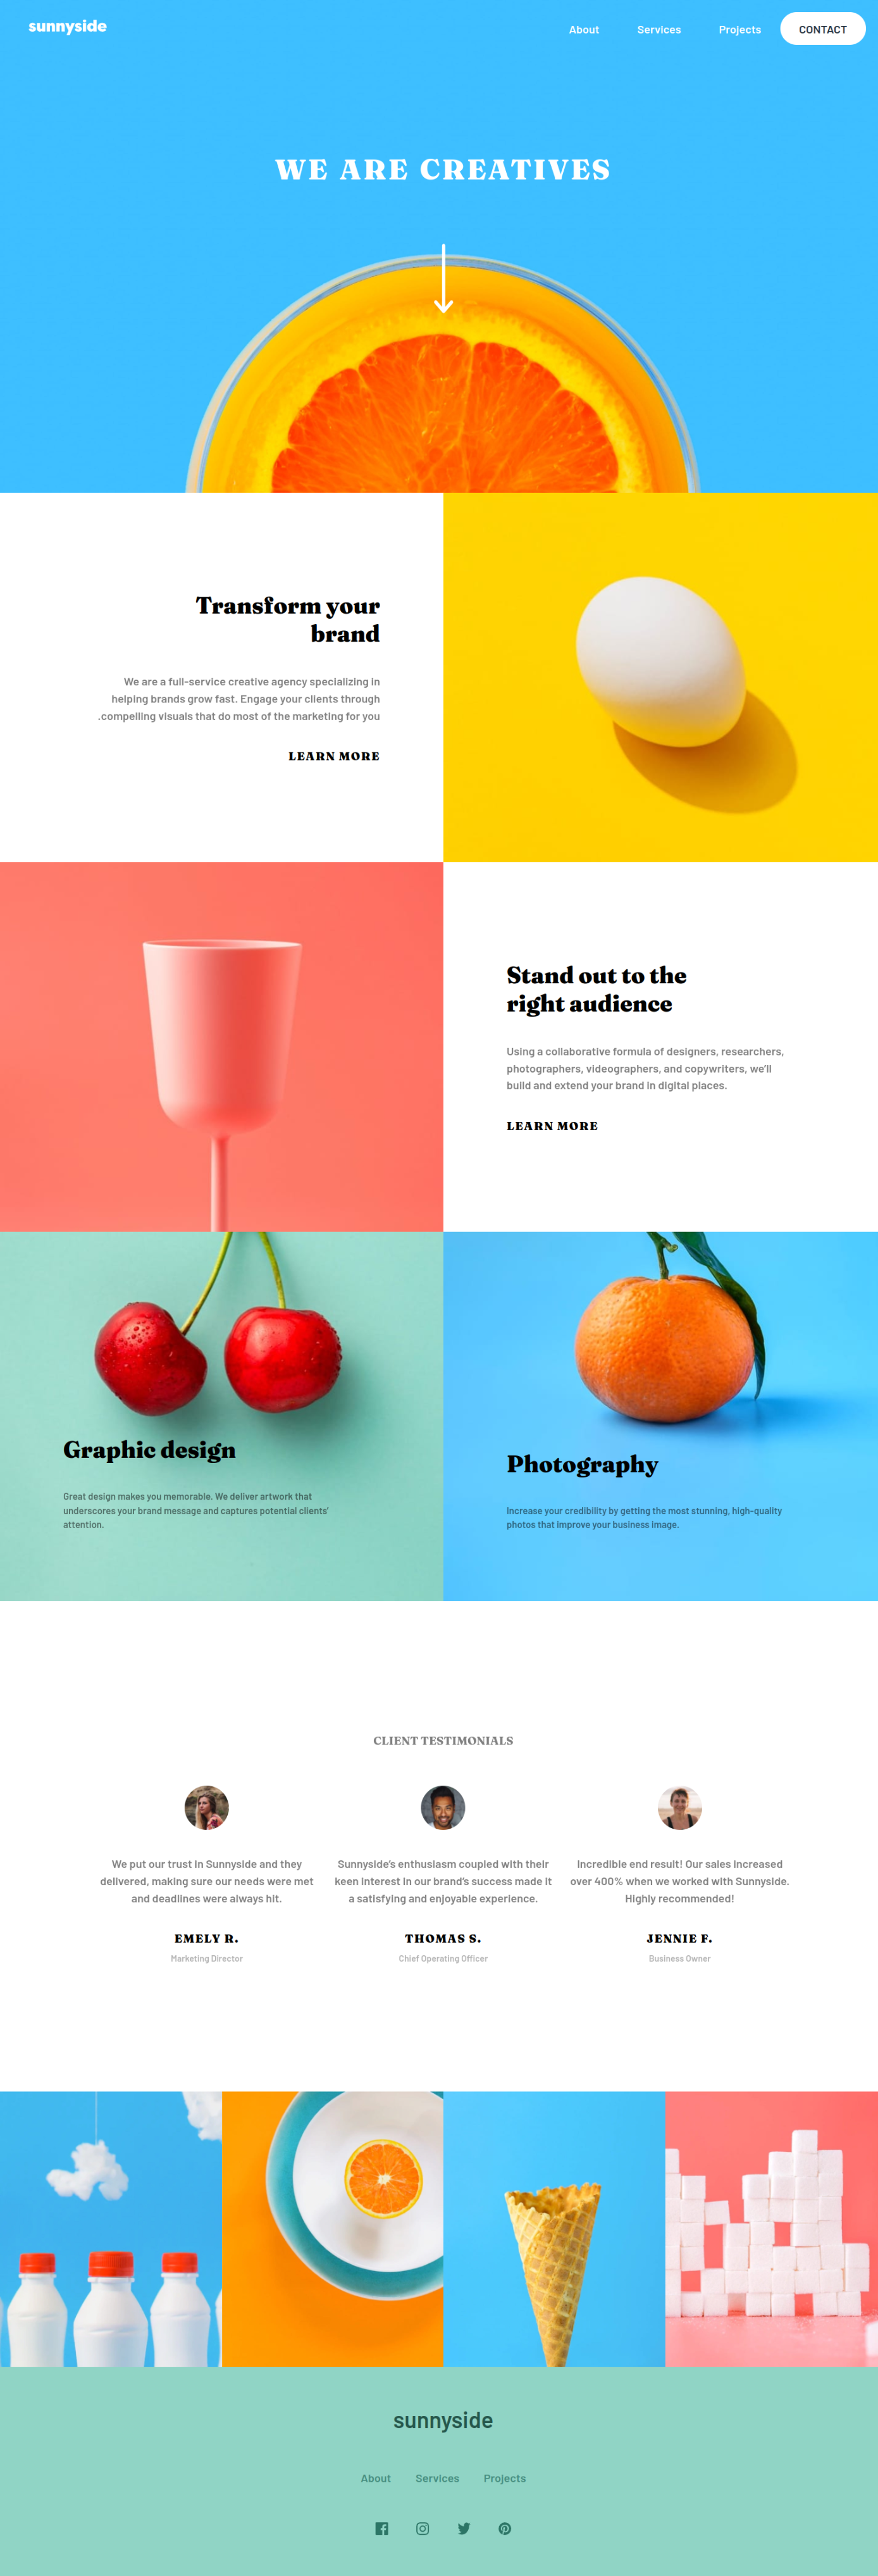 sunnyside
About Services Projects CONTACT
WE ARE CREATIVES
Transform your
brand
We are a full-service creative agency specializing in
helping brands grow fast. Engage your clients through
.compelling visuals that do most of the marketing for you
LEARN MORE
Stand out to the
right audience
Using a collaborative formula of designers, researchers,
photographers, videographers, and copywriters, we'll
build and extend your brand in digital places.
LEARN MORE
Graphic design
Great design makes you memorable. We deliver artwork that
underscores your brand message and captures potential clients'
attention.
Photography
Increase your credibility by getting the most stunning, high-quality
photos that improve your business image.
CLIENT TESTIMONIALS
We put our trust in Sunnyside and they
delivered, making sure our needs were met
and deadlines were always hit.
EMELY R.
Marketing Director
Sunnyside's enthusiasm coupled with their
keen interest in our brand's success made it
a satisfying and enjoyable experience.
THOMAS S.
Chief Operating Officer
Incredible end result! Our sales increased
over 400% when we worked with Sunnyside.
Highly recommended!
JENNIE F.
Business Owner
sunnyside
About Services Projects